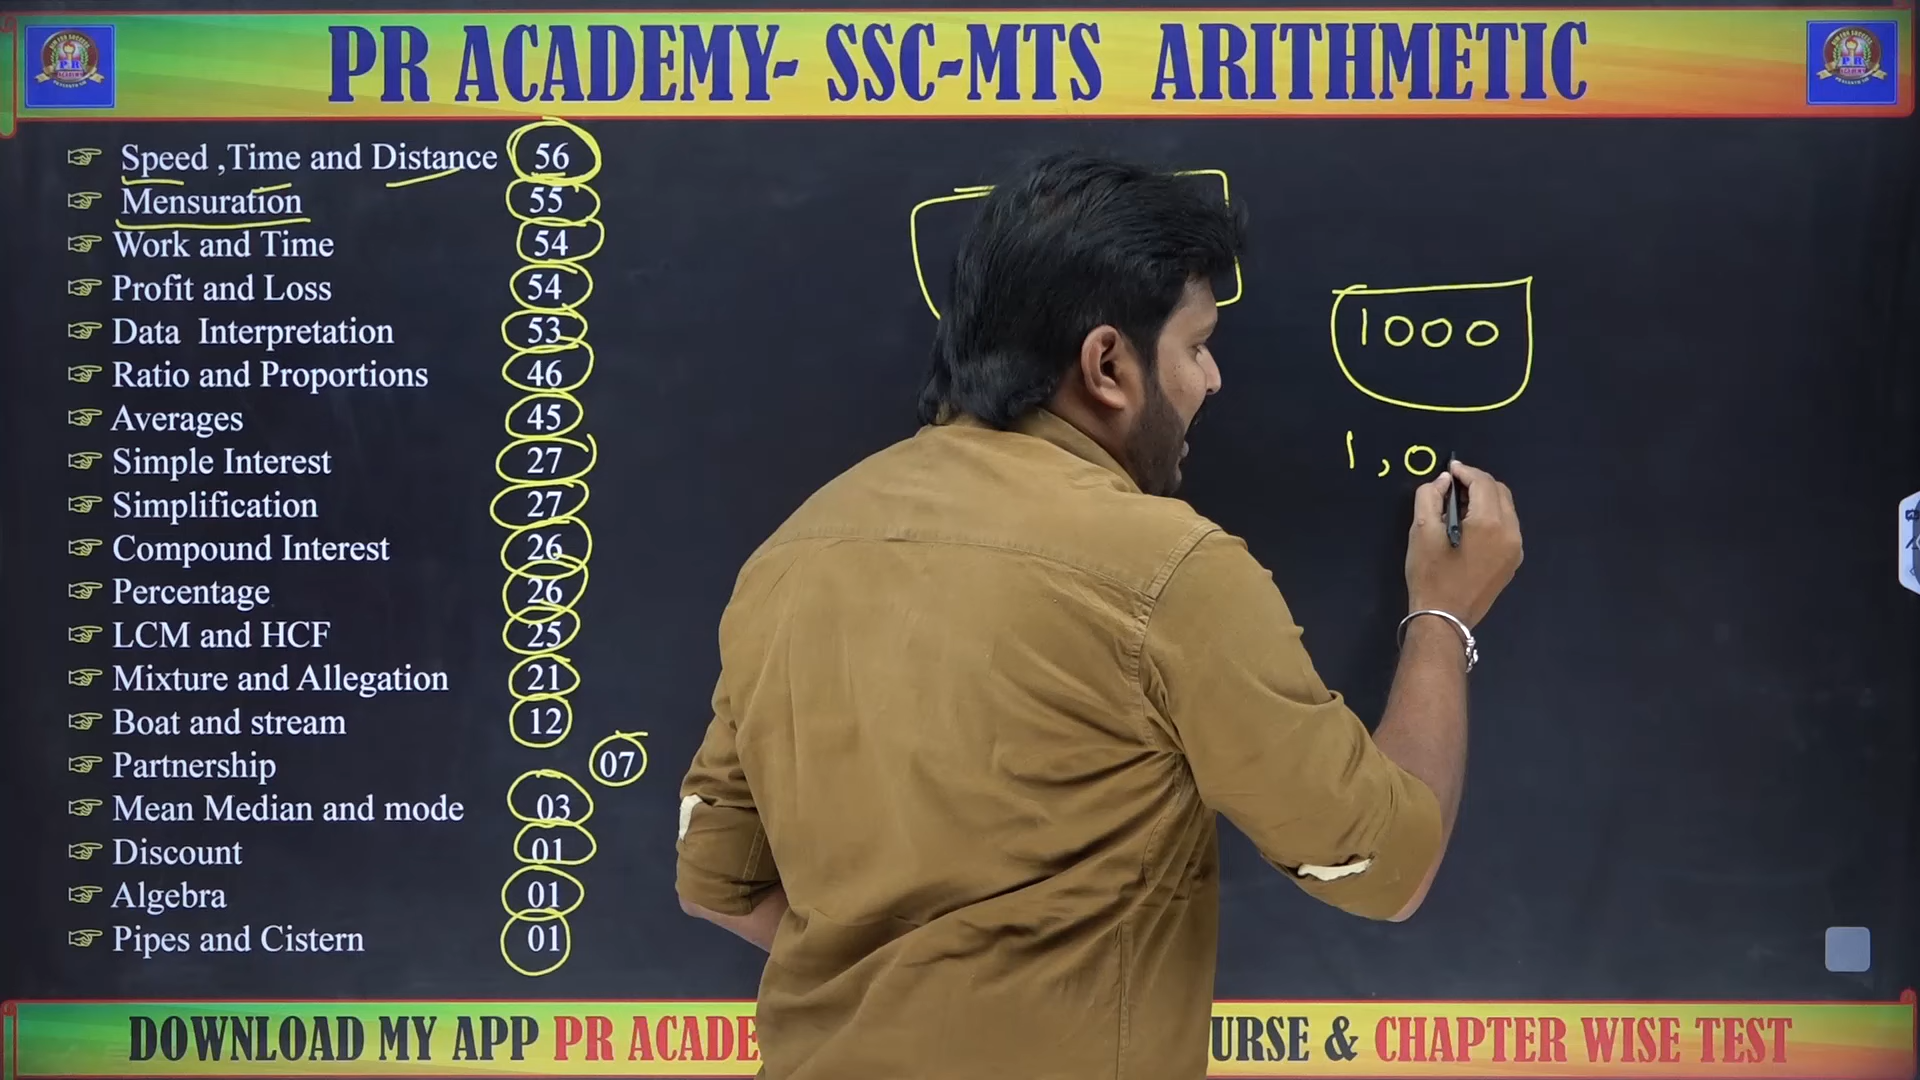 PR ACADEMY- SSC-MTS ARITHMETIC
Speed ,Time and Distance 56
Mensuration 55
Work and Time 54
Profit and Loss 54
Data Interpretation 53
Ratio and Proportions 46
Averages 45
Simple Interest 27
Simplification 27
Compound Interest 26
Percentage 26
LCM and HCF 25
Mixture and Allegation 21
Boat and stream 12
Partnership 07
Mean Median and mode 03
Discount 01
Algebra 01
Pipes and Cistern 01
1000
1,0
DOWNLOAD MY APP PR ACADE URSE & CHAPTER WISE TEST